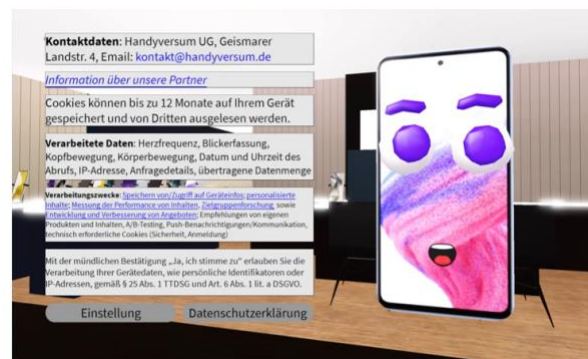 Kontaktdaten: Handyversum UG, Geismarer
Landstr. 4, Email: kontakt@handyversum.de
Information über unsere Partner
Cookies können bis zu 12 Monate auf Ihrem Gerät
gespeichert und von Dritten ausgelesen werden.
Verarbeitete Daten: Herzfrequenz, Blickerfassung,
Kopfbewegung, Körperbewegung, Datum und Uhrzeit des
Abrufs, IP-Adresse, Anfragedetails, übertragene Datenmenge
Verarbeitungszwecke: Speichern von/Zugriff auf Geräteinfos; personalisierte
Inhalte; Messung der Performance von Inhalten, Zielgruppenforschung sowie
Entwicklung und Verbesserung von Angeboten; Empfehlungen von eigenen
Produkten und Inhalten, A/B-Testing, Push-Benachrichtigungen/Kommunikation,
technisch erforderliche Cookies (Sicherheit, Anmeldung)
Mit der mündlichen Bestätigung „Ja, ich stimme zu" erlauben Sie die
Verarbeitung Ihrer Gerätedaten, wie persönliche Identifikatoren oder
IP-Adressen, gemäß § 25 Abs. 1 TTDSG und Art. 6 Abs. 1 lit. a DSGVO.
Einstellung
Datenschutzerklärung